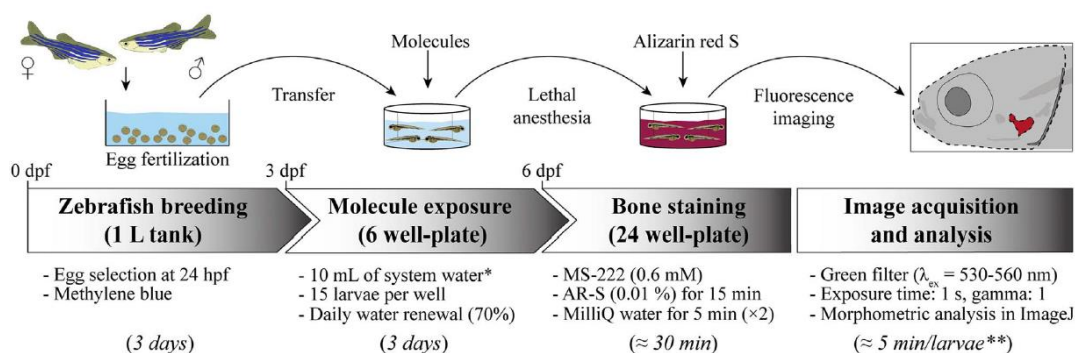 ♀
♂
Egg fertilization
Transfer
Molecules
Lethal
anesthesia
Alizarin red S
Fluorescence
imaging
0 dpf
3 dpf
6 dpf
Zebrafish breeding
(1 L tank)
- Egg selection at 24 hpf
- Methylene blue
(3 days)
Molecule exposure
(6 well-plate)
- 10 mL of system water*
- 15 larvae per well
- Daily water renewal (70%)
(3 days)
Bone staining
(24 well-plate)
- MS-222 (0.6 mM)
- AR-S (0.01 %) for 15 min
- MilliQ water for 5 min (×2)
(≈ 30 min)
Image acquisition
and analysis
- Green filter (λex = 530-560 nm)
- Exposure time: 1 s, gamma: 1
- Morphometric analysis in ImageJ
(≈ 5 min/larvae**)